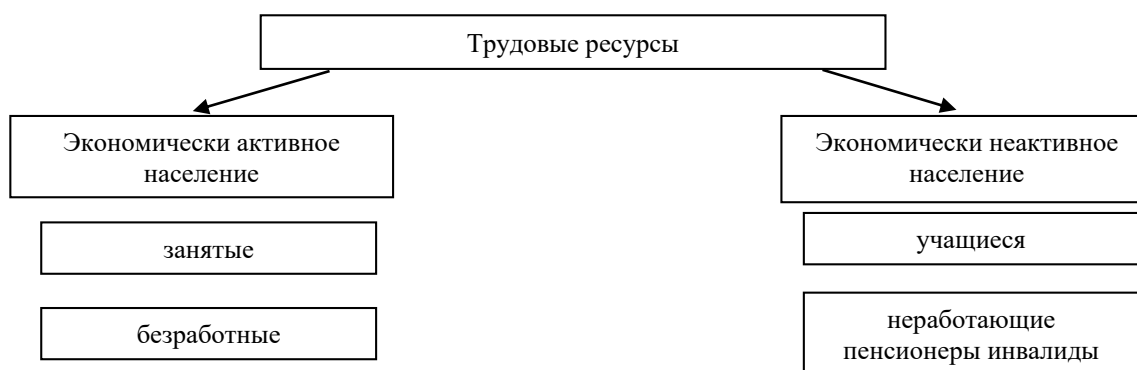 Трудовые ресурсы
Экономически активное
население
Экономически неактивное
население
занятые
учащиеся
безработные
неработающие
пенсионеры инвалиды